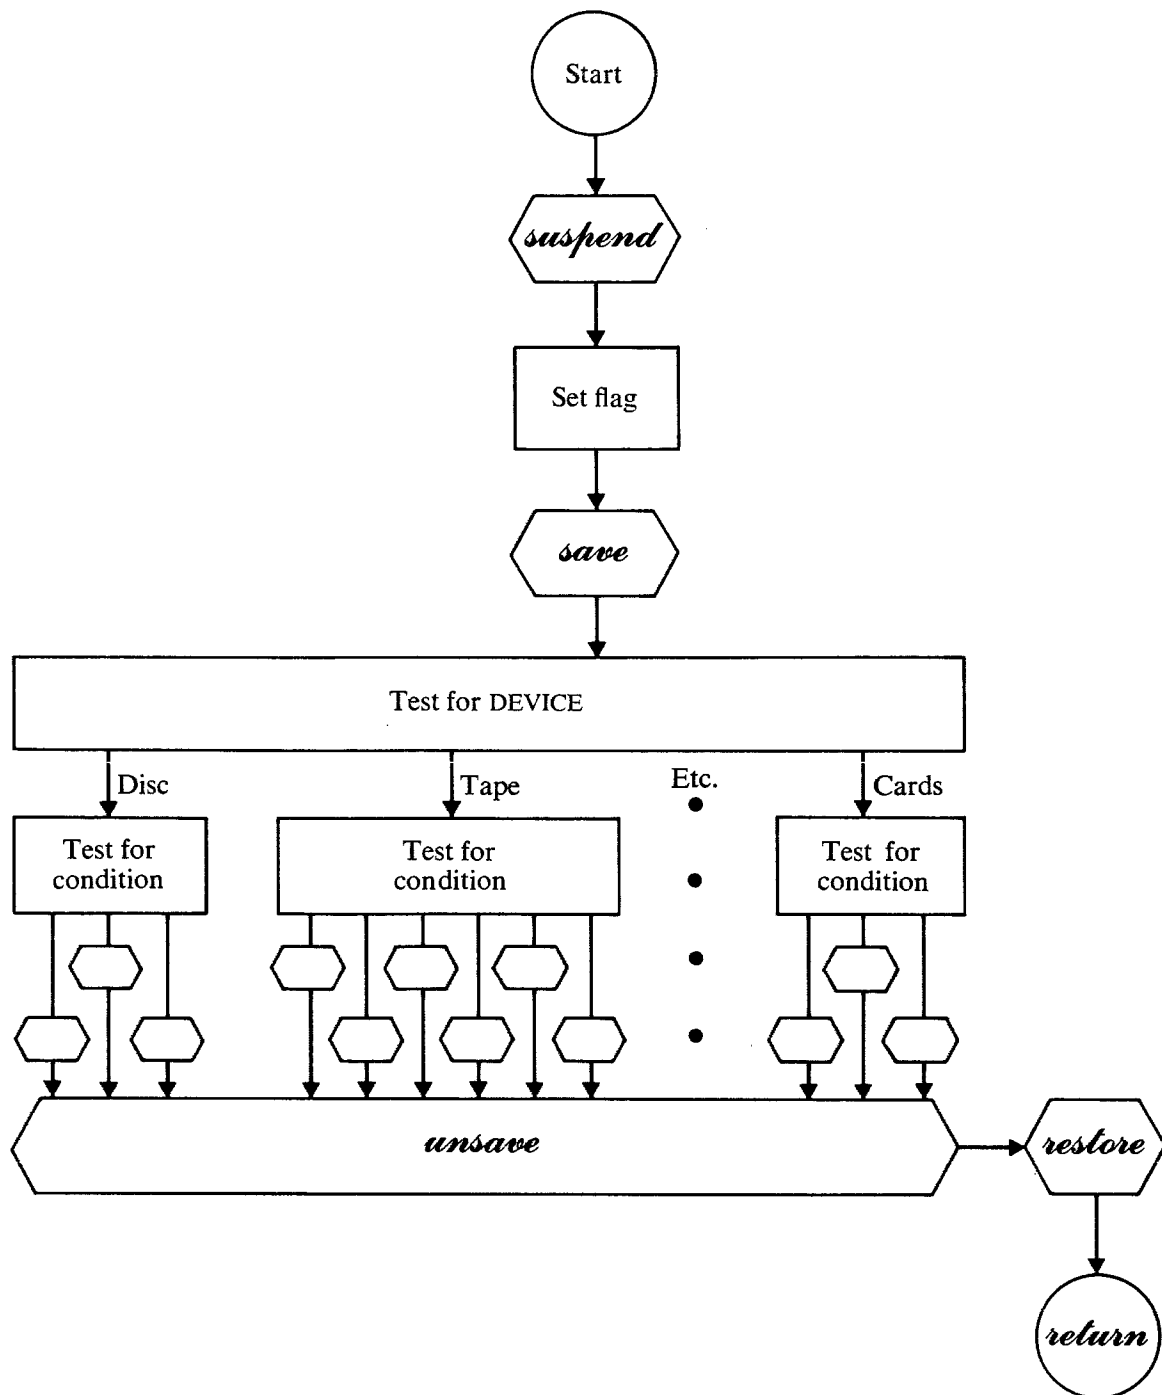 Start
suspend
Set flag
save
Test for DEVICE
Disc
Tape
Etc.
Cards
Test for
condition
Test for
condition
Test for
condition
unsave
restore
return